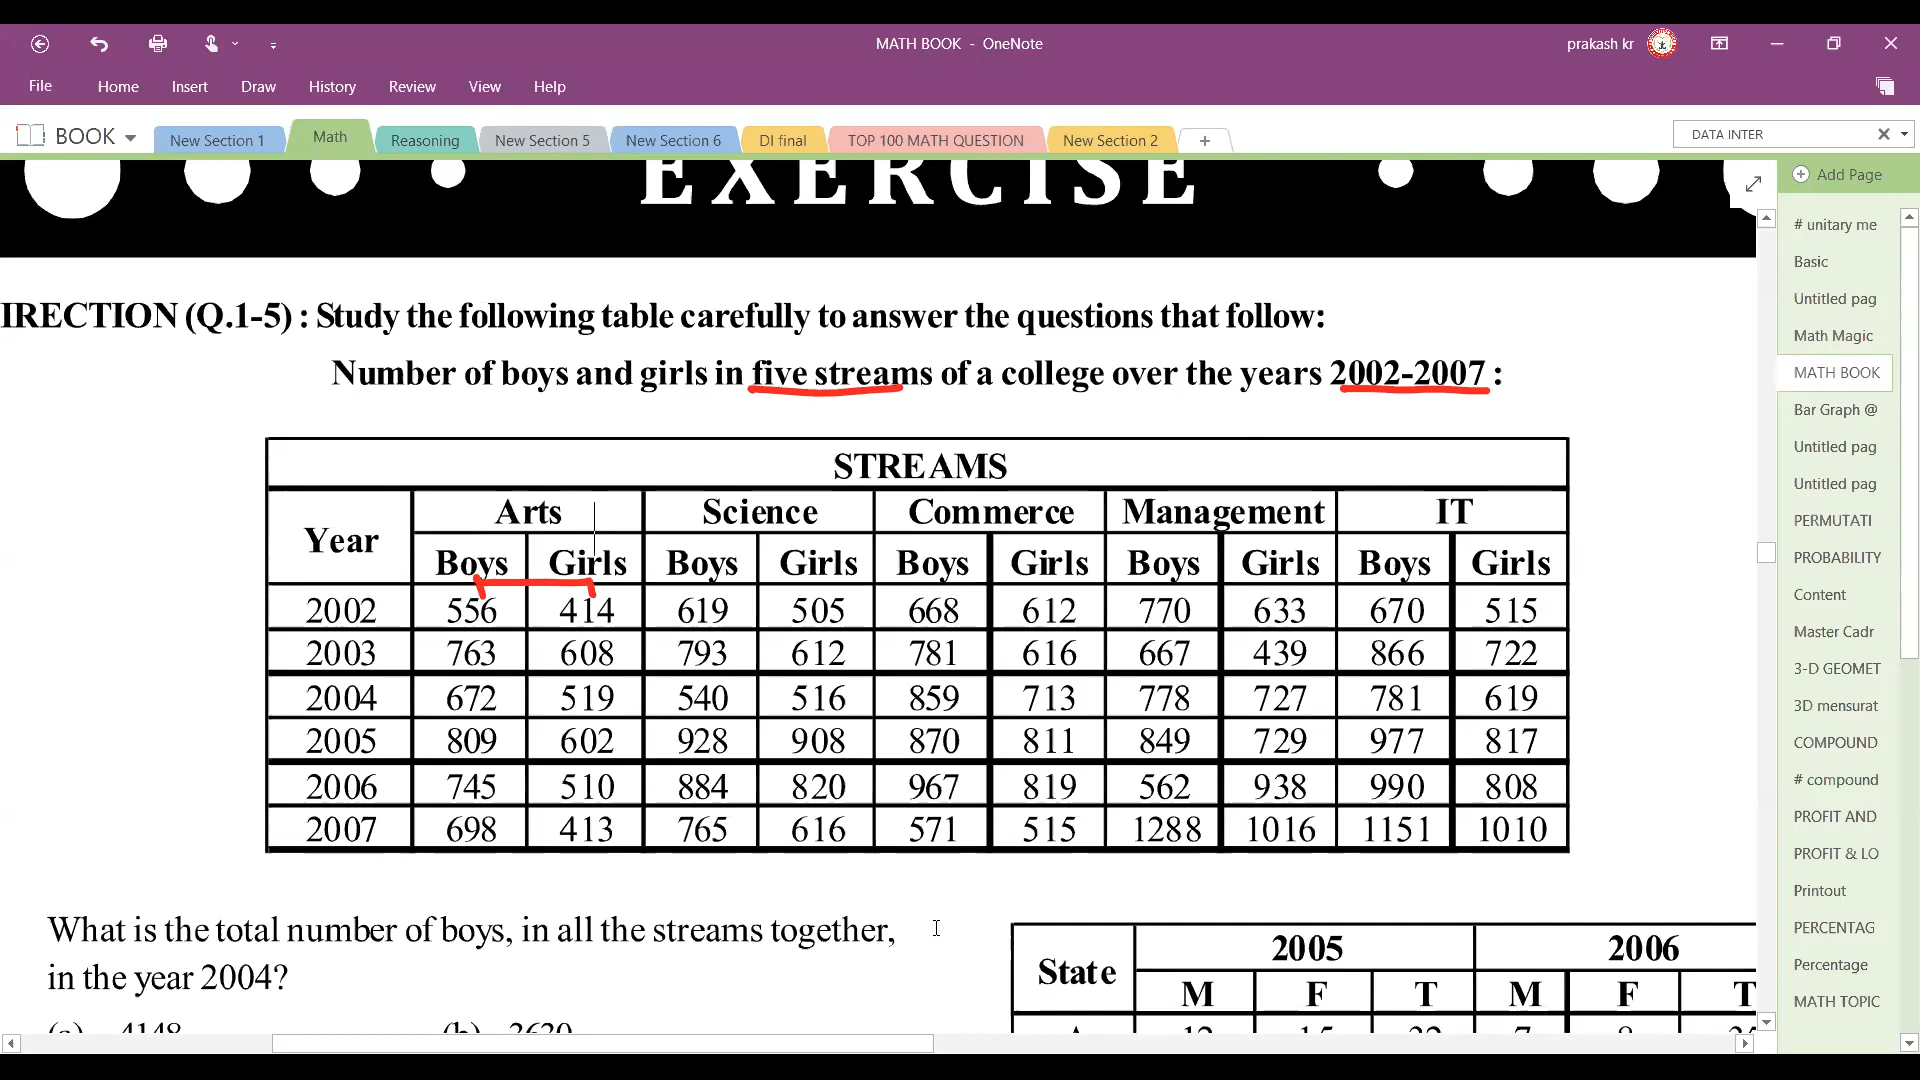 MATH BOOK - OneNote
prakash kr
File Home Insert Draw History Review View Help
BOOK New Section 1 Math Reasoning New Section 5 New Section 6 DI final TOP 100 MATH QUESTION New Section 2 +
DATA INTER
EXERCISE
IRECTION (Q.1-5) : Study the following table carefully to answer the questions that follow:
Number of boys and girls in five streams of a college over the years 2002-2007 :
STREAMS
Year Arts Science Commerce Management IT
Boys Girls Boys Girls Boys Girls Boys Girls Boys Girls
2002 556 414 619 505 668 612 770 633 670 515
2003 763 608 793 612 781 616 667 439 866 722
2004 672 519 540 516 859 713 778 727 781 619
2005 809 602 928 908 870 811 849 729 977 817
2006 745 510 884 820 967 819 562 938 990 808
2007 698 413 765 616 571 515 1288 1016 1151 1010
What is the total number of boys, in all the streams together,
in the year 2004?
(a) 4148 (b) 3630
State 2005 2006
M F T M F T
Add Page
# unitary me
Basic
Untitled pag
Math Magic
MATH BOOK
Bar Graph @
Untitled pag
Untitled pag
PERMUTATI
PROBABILITY
Content
Master Cadr
3-D GEOMET
3D mensurat
COMPOUND
# compound
PROFIT AND
PROFIT & LO
Printout
PERCENTAG
Percentage
MATH TOPIC